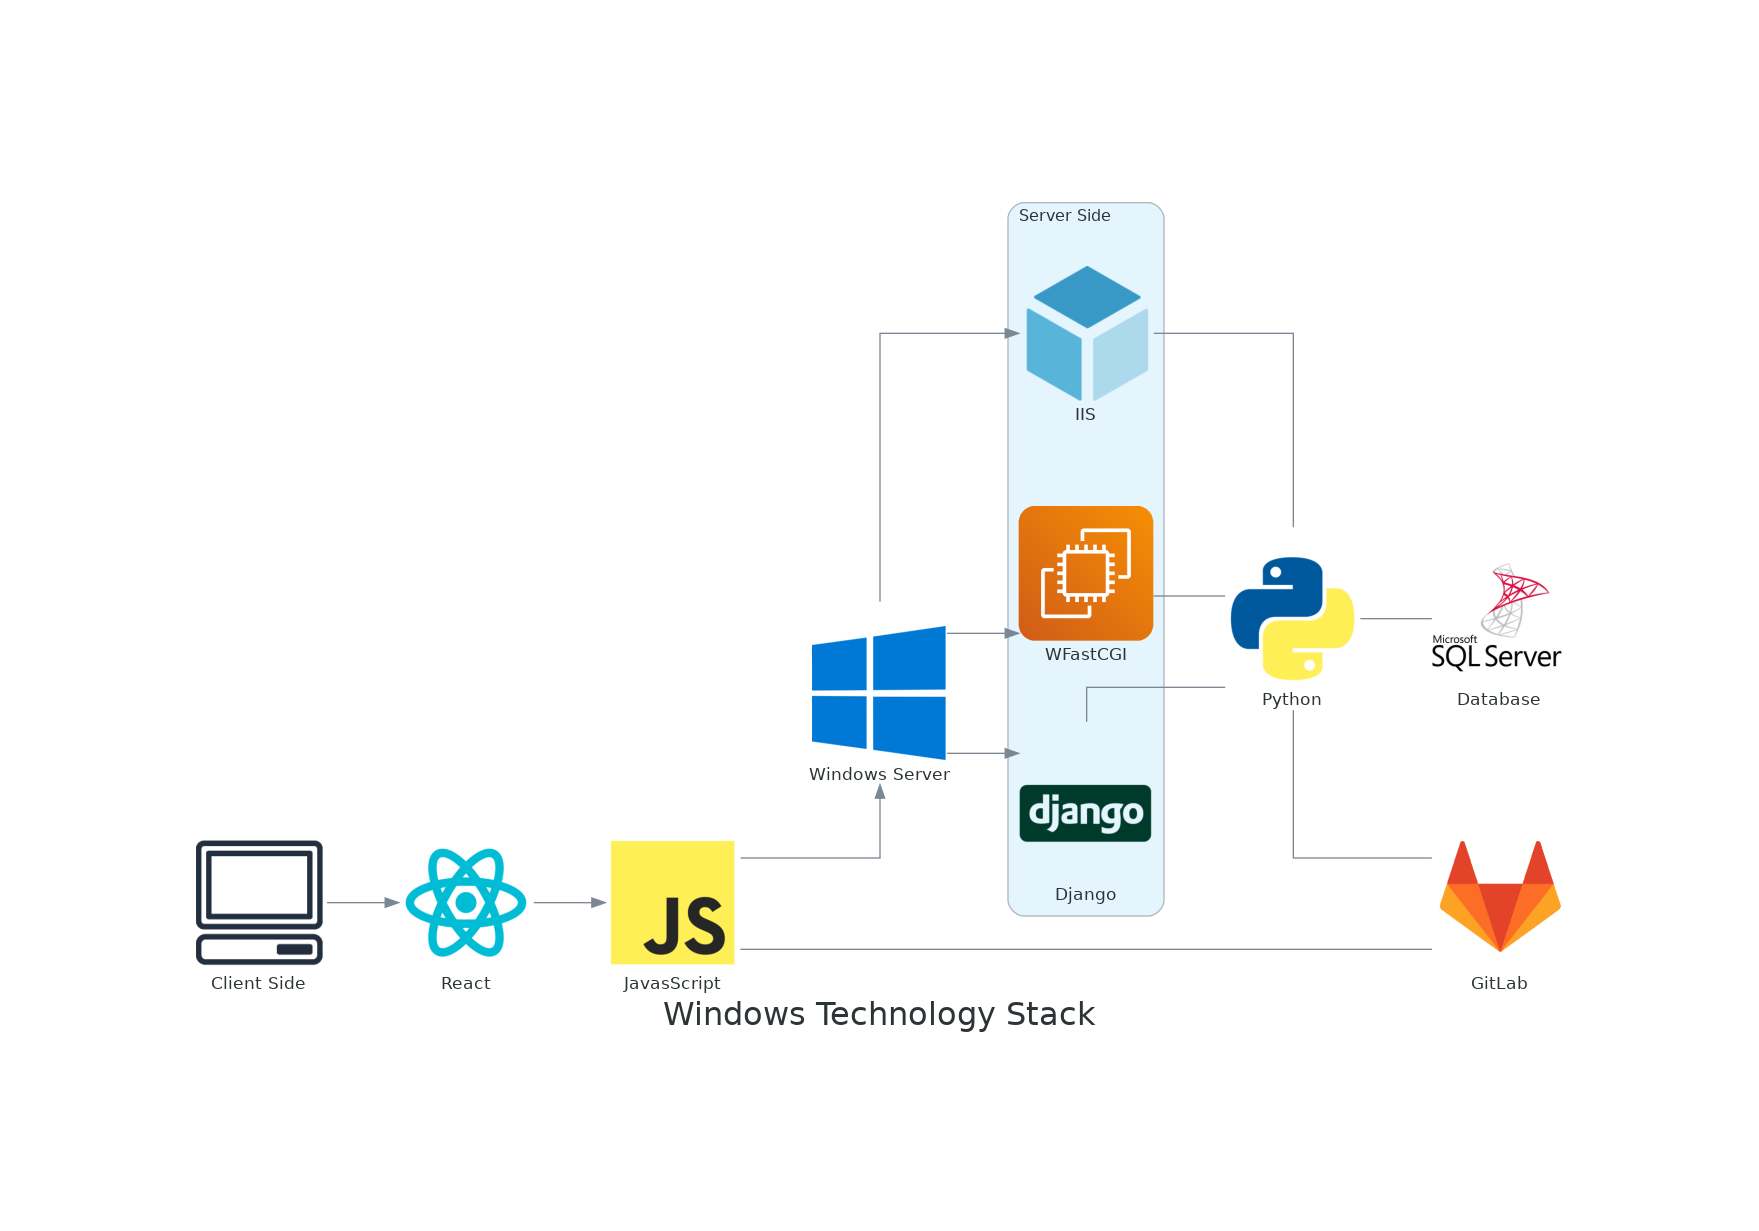 Server Side
IIS
WFastCGI
Microsoft
SQL Server
Python
Database
Windows Server
django
Django
JS
Client Side
React
JavasScript
GitLab
Windows Technology Stack